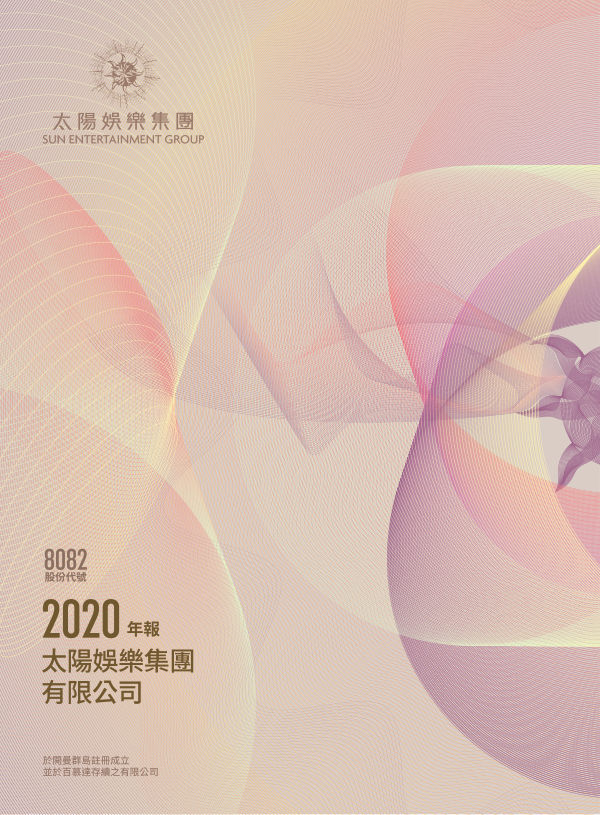 太陽娛樂集團
SUN ENTERTAINMENT GROUP
8082
股份代號
2020 年報
太陽娛樂集團
有限公司
於開曼群島註冊成立
並於百慕達存續之有限公司